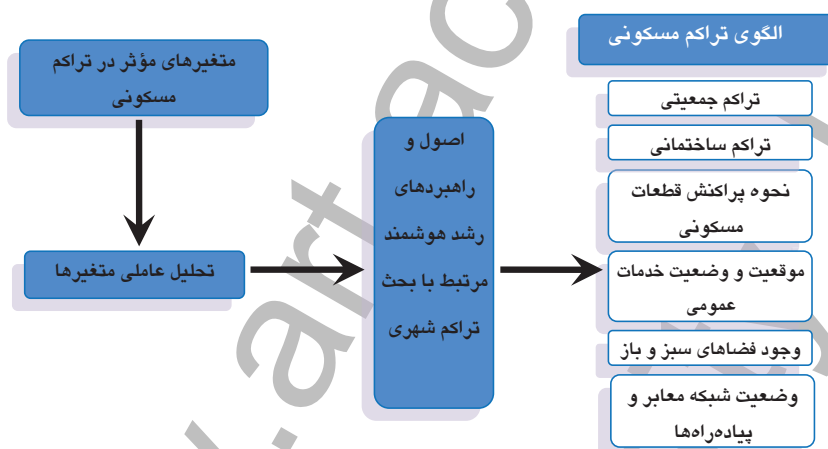 متغیرهای مؤثر در تراکم
مسکونی
تحلیل عاملی متغیرها
اصول و
راهبردهای
رشد هوشمند
مرتبط با بحث
تراکم شهری
الگوی تراکم مسکونی
تراکم جمعیتی
تراکم ساختمانی
نحوه پراکنش قطعات
مسکونی
موقعیت و وضعیت خدمات
عمومی
وجود فضاهای سبز و باز
وضعیت شبکه معابر و
پیاده‌راه‌ها